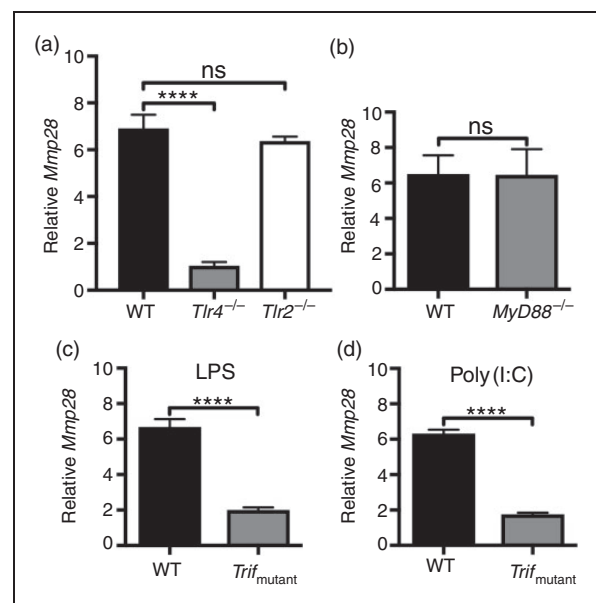 (a)
ns
****
Relative Mmp28
8
6
4
2
0
WT Tlr4–/– Tlr2–/–
(b)
ns
Relative Mmp28
10
8
6
4
2
0
WT MyD88–/–
(c)
LPS
****
Relative Mmp28
10
8
6
4
2
0
WT Trifmutant
(d)
Poly (I:C)
****
Relative Mmp28
10
8
6
4
2
0
WT Trifmutant